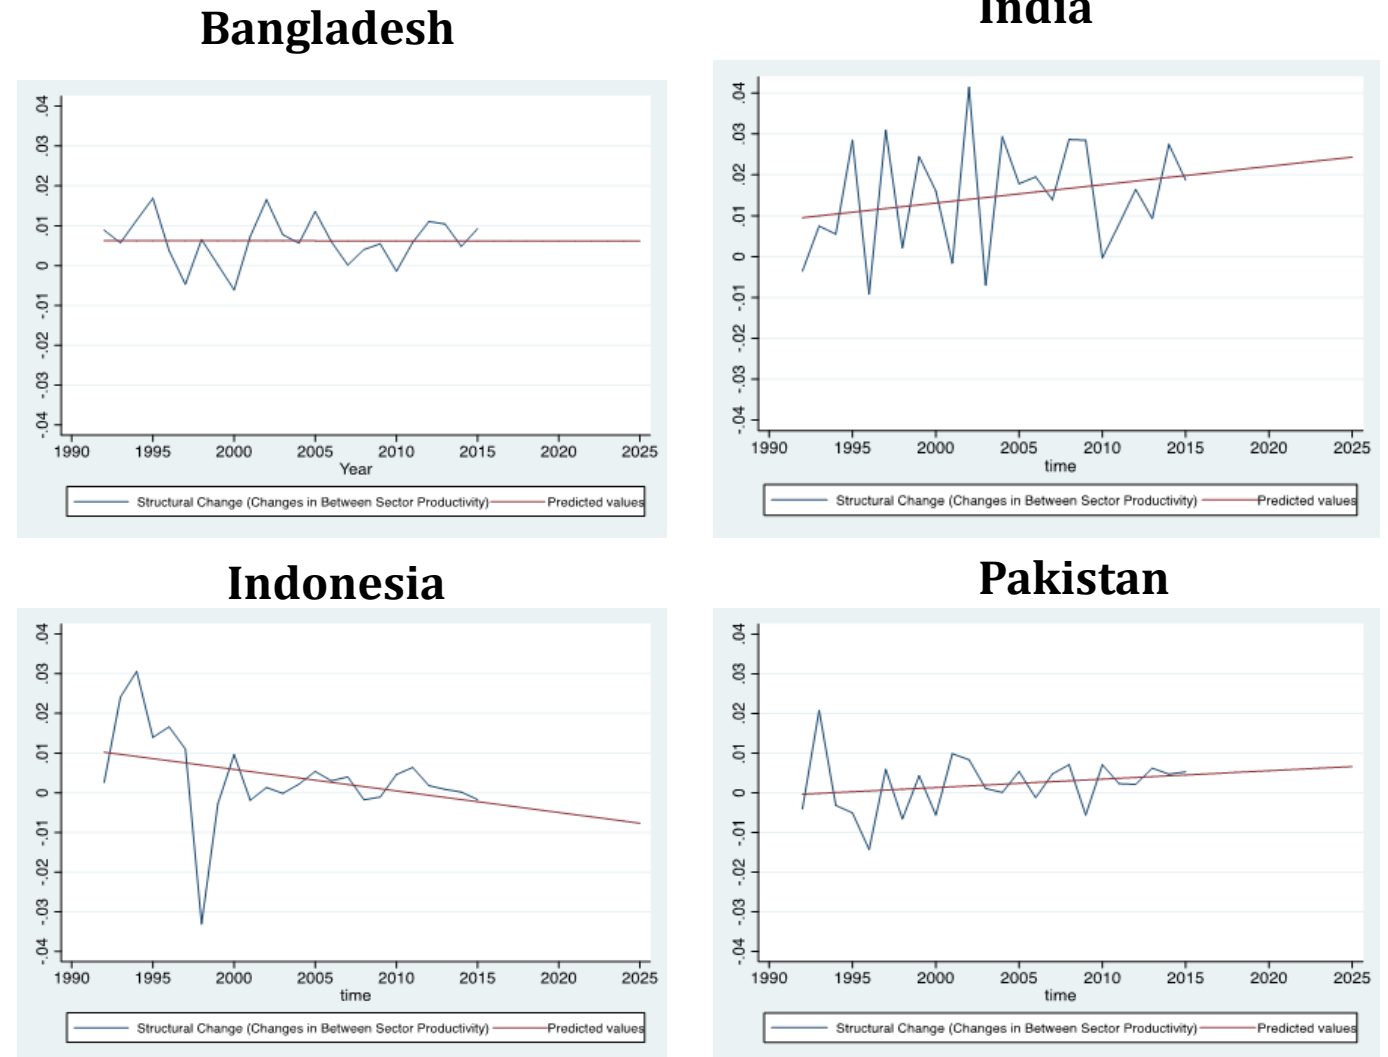 Bangladesh
.04
.03
.02
.01
0
-.01
-.02
-.03
-.04
1990 1995 2000 2005 2010 2015 2020 2025
Year
Structural Change (Changes in Between Sector Productivity) Predicted values
India
.04
.03
.02
.01
0
-.01
-.02
-.03
-.04
1990 1995 2000 2005 2010 2015 2020 2025
time
Structural Change (Changes in Between Sector Productivity) Predicted values
Indonesia
.04
.03
.02
.01
0
-.01
-.02
-.03
-.04
1990 1995 2000 2005 2010 2015 2020 2025
time
Structural Change (Changes in Between Sector Productivity) Predicted values
Pakistan
.04
.03
.02
.01
0
-.01
-.02
-.03
-.04
1990 1995 2000 2005 2010 2015 2020 2025
time
Structural Change (Changes in Between Sector Productivity) Predicted values